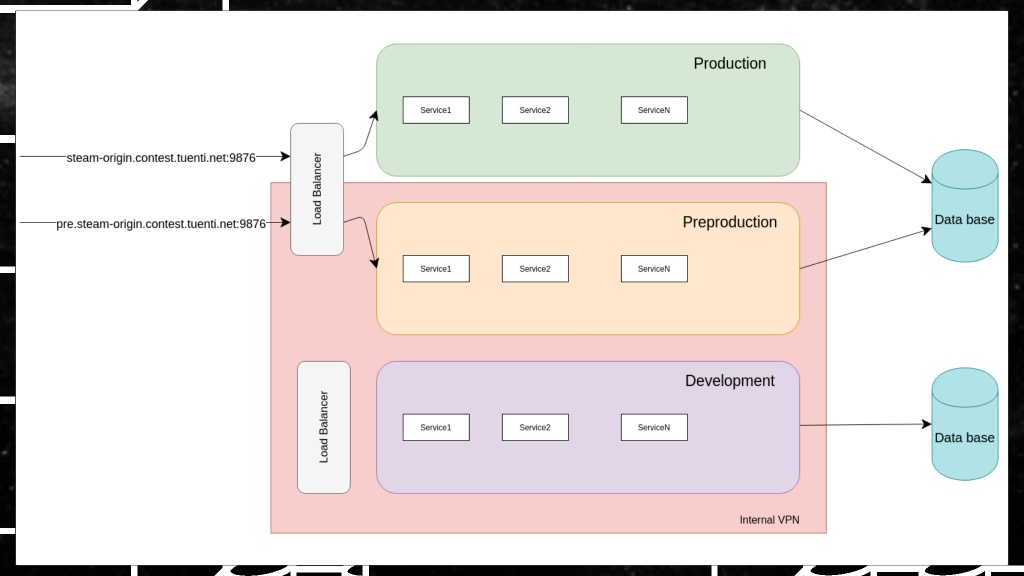 Production
Service1
Service2
ServiceN
steam-origin.contest.tuenti.net:9876
Load Balancer
pre.steam-origin.contest.tuenti.net:9876
Preproduction
Service1
Service2
ServiceN
Data base
Load Balancer
Development
Service1
Service2
ServiceN
Data base
Internal VPN